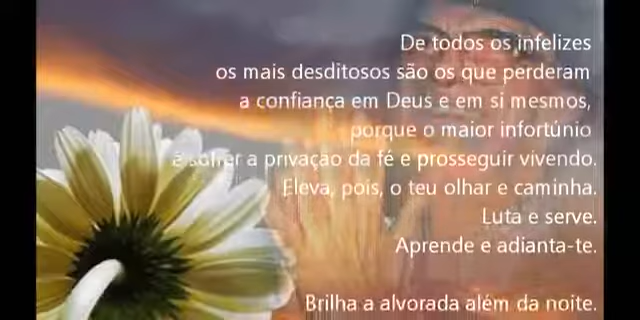 De todos os infelizes
os mais desditosos são os que perderam
a confiança em Deus e em si mesmos,
porque o maior infortúnio
é sofrer a privação da fé e prosseguir vivendo.
Eleva, pois, o teu olhar e caminha.
Luta e serve.
Aprende e adianta-te.
Brilha a alvorada além da noite.